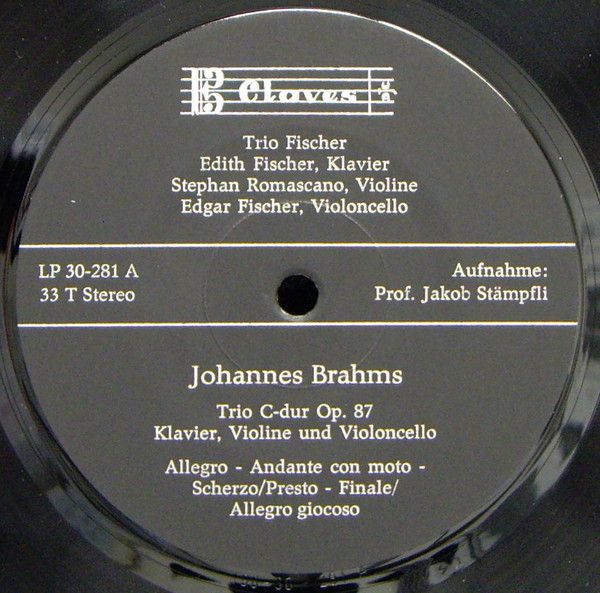 Claves
Trio Fischer
Edith Fischer, Klavier
Stephan Romascano, Violine
Edgar Fischer, Violoncello
LP 30-281 A
33 T Stereo
Aufnahme:
Prof. Jakob Stämpfli
Johannes Brahms
Trio C-dur Op. 87
Klavier, Violine und Violoncello
Allegro - Andante con moto -
Scherzo/Presto - Finale/
Allegro giocoso